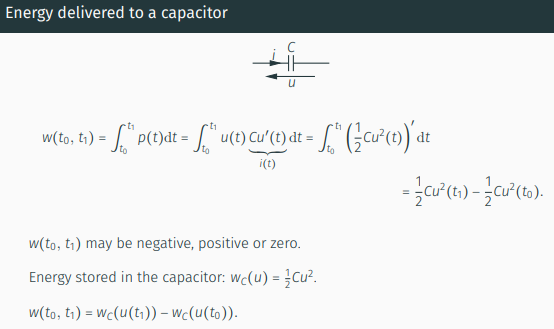 Energy delivered to a capacitor
i C
u
w(t₀, t₁) = ∫_{t₀}^{t₁} p(t)dt = ∫_{t₀}^{t₁} u(t) Cu′(t) dt = ∫_{t₀}^{t₁} (½Cu²(t))′ dt
i(t)
= ½Cu²(t₁) – ½Cu²(t₀).
w(t₀, t₁) may be negative, positive or zero.
Energy stored in the capacitor: w_C(u) = ½Cu².
w(t₀, t₁) = w_C(u(t₁)) – w_C(u(t₀)).